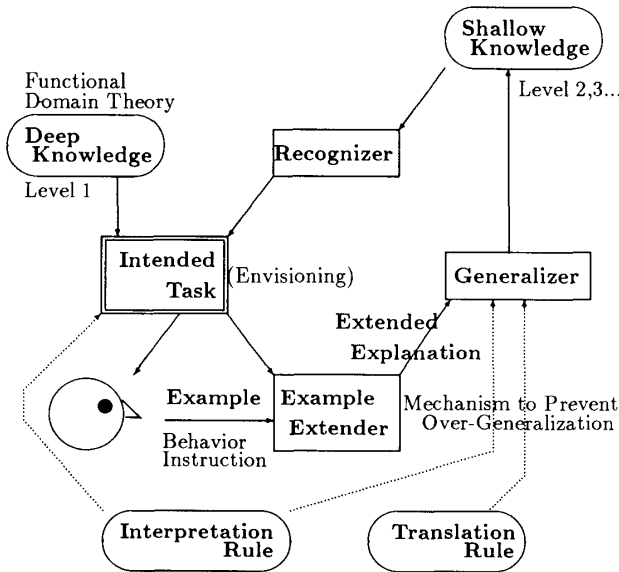 Shallow
Knowledge
Functional
Domain Theory
Level 2,3...
Deep
Knowledge
Recognizer
Level 1
Intended
Task
(Envisioning)
Generalizer
Extended
Explanation
Example
Example
Extender
Mechanism to Prevent
Over-Generalization
Behavior
Instruction
Interpretation
Rule
Translation
Rule